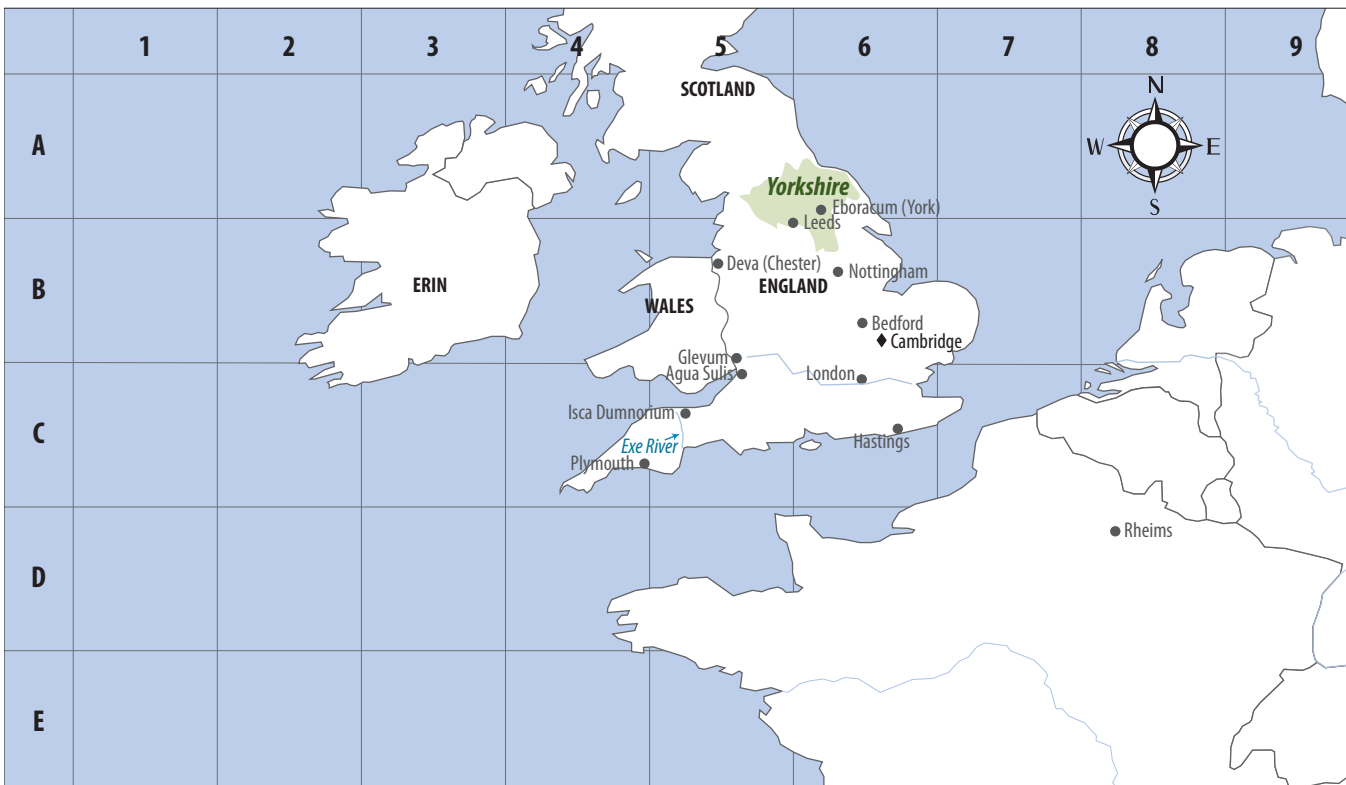 1 2 3 4 5 6 7 8 9
SCOTLAND
N
A
W E
S
Yorkshire
Eboracum (York)
Leeds
Deva (Chester)
Nottingham
B
ERIN
ENGLAND
WALES
Bedford
Cambridge
Glevum
Agua Sulis
London
Isca Dumnorium
C
Exe River
Hastings
Plymouth
Rheims
D
E